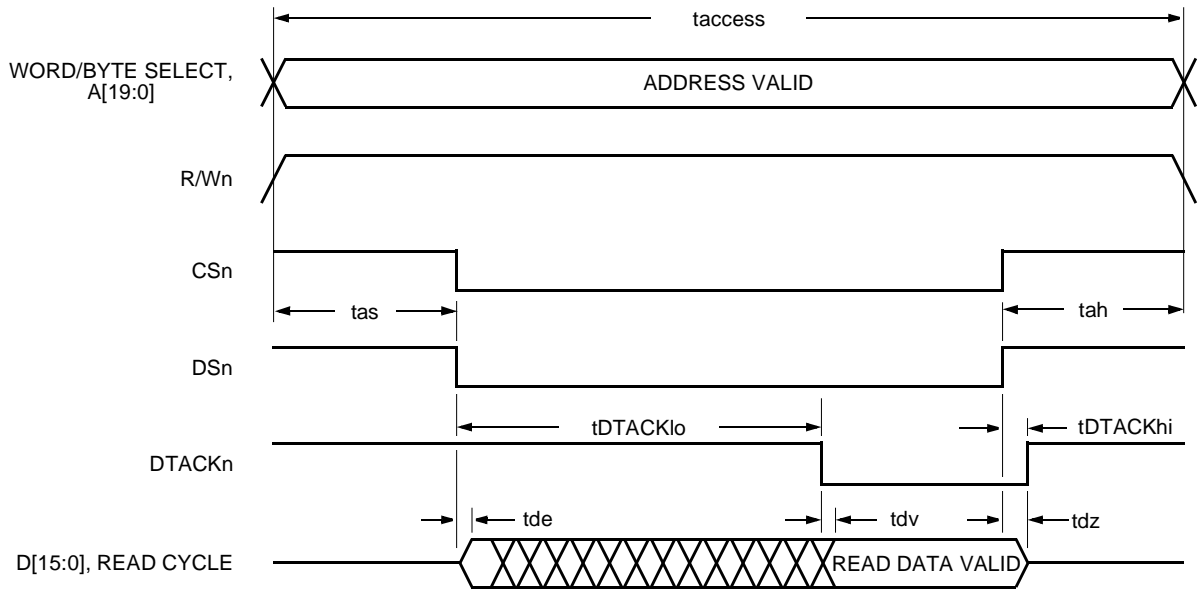 taccess
WORD/BYTE SELECT,
A[19:0]
ADDRESS VALID
R/Wn
CSn
tas
tah
DSn
tDTACKlo
tDTACKhi
DTACKn
tde
tdv
tdz
D[15:0], READ CYCLE
READ DATA VALID